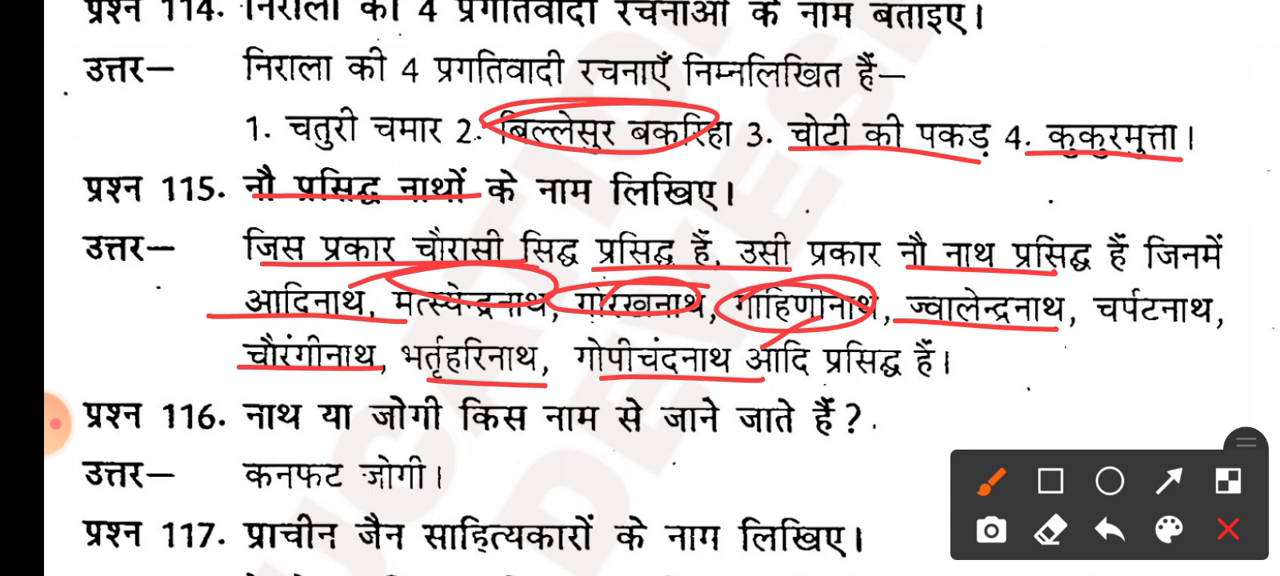 प्रश्न 114. निराला की 4 प्रगतिवादी रचनाओं के नाम बताइए।
उत्तर— निराला की 4 प्रगतिवादी रचनाएँ निम्नलिखित हैं—
1. चतुरी चमार 2. बिल्लेसुर बकरिहा 3. चोटी की पकड़ 4. कुकुरमुत्ता।
प्रश्न 115. नौ प्रसिद्ध नाथों के नाम लिखिए।
उत्तर— जिस प्रकार चौरासी सिद्ध प्रसिद्ध हैं, उसी प्रकार नौ नाथ प्रसिद्ध हैं जिनमें
आदिनाथ, मत्स्येन्द्रनाथ, गोरखनाथ, गाहिणीनाथ, ज्वालेन्द्रनाथ, चर्पटनाथ,
चौरंगीनाथ, भर्तृहरिनाथ, गोपीचंदनाथ आदि प्रसिद्ध हैं।
प्रश्न 116. नाथ या जोगी किस नाम से जाने जाते हैं?
उत्तर— कनफट जोगी।
प्रश्न 117. प्राचीन जैन साहित्यकारों के नाम लिखिए।